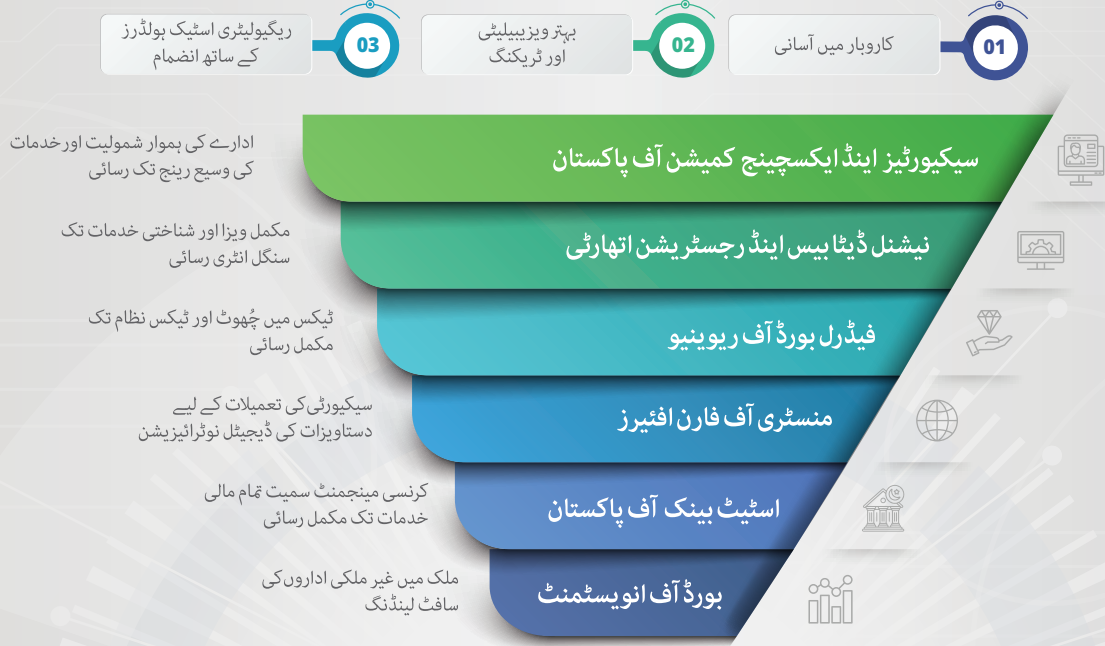 01
کاروبار میں آسانی
02
بہتر ویزیبیلیٹی
اور ٹریکنگ
03
ریگیولیٹری اسٹیک ہولڈرز
کے ساتھ انضمام
سیکیورٹیز اینڈ ایکسچینج کمیشن آف پاکستان
ادارے کی ہموار شمولیت اور خدمات
کی وسیع رینج تک رسائی
نیشنل ڈیٹا بیس اینڈ رجسٹریشن اتھارٹی
مکمل ویزا اور شناختی خدمات تک
سنگل انٹری رسائی
فیڈرل بورڈ آف ریوینیو
ٹیکس میں چُھوٹ اور ٹیکس نظام تک
مکمل رسائی
منسٹری آف فارن افئیرز
سیکیورٹی کی تعمیلات کے لیے
دستاویزات کی ڈیجیٹل نوٹرائیزیشن
اسٹیٹ بینک آف پاکستان
کرنسی مینجمنٹ سمیت تمام مالی
خدمات تک مکمل رسائی
بورڈ آف انویسٹمنٹ
ملک میں غیر ملکی اداروں کی
سافٹ لینڈنگ